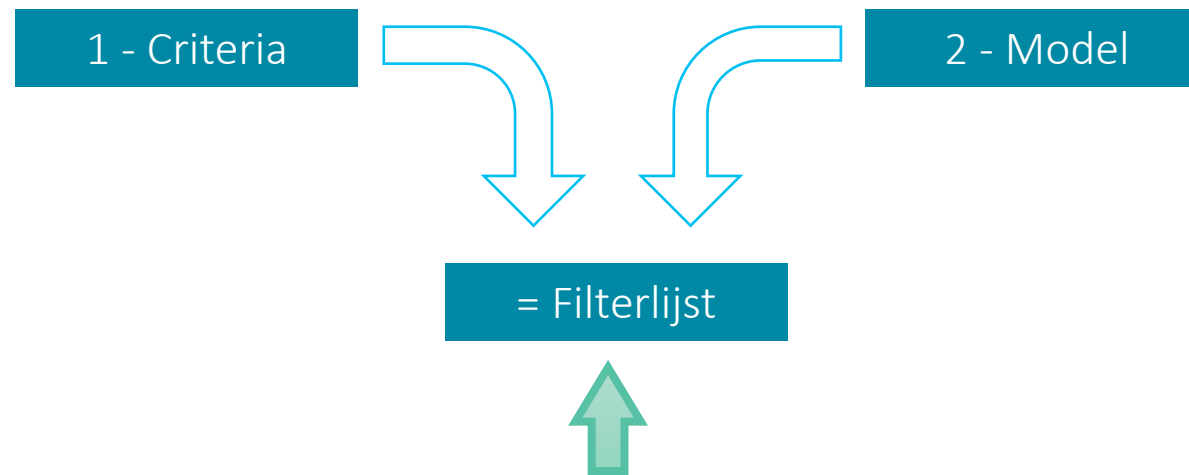 1 - Criteria
2 - Model
= Filterlijst